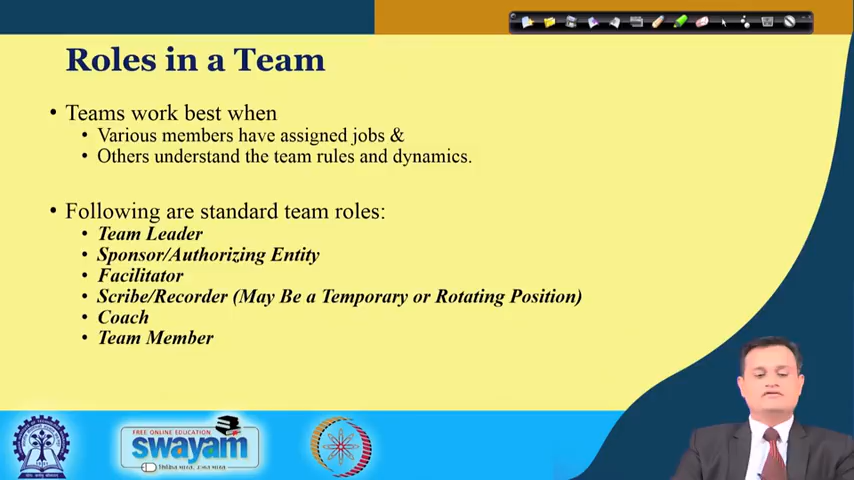 Roles in a Team
• Teams work best when
• Various members have assigned jobs &
• Others understand the team rules and dynamics.
• Following are standard team roles:
• Team Leader
• Sponsor/Authorizing Entity
• Facilitator
• Scribe/Recorder (May Be a Temporary or Rotating Position)
• Coach
• Team Member
FREE ONLINE EDUCATION
swayam